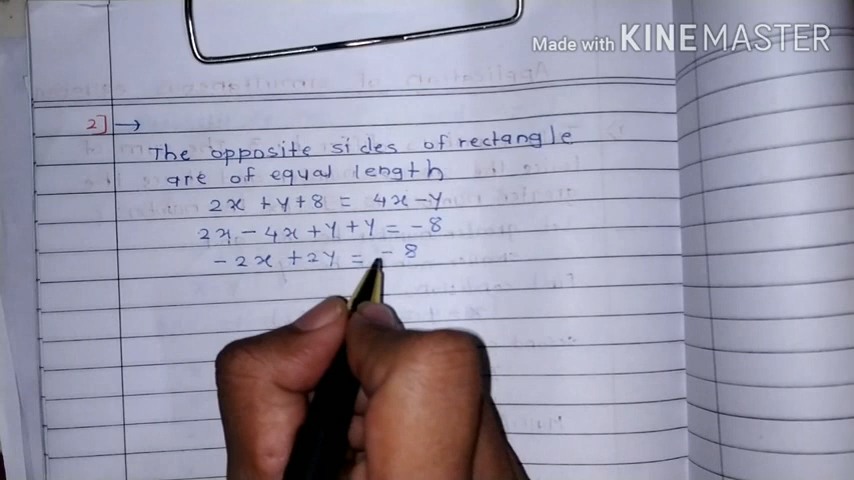 Made with KINEMASTER
2] →
The opposite sides of rectangle
are of equal length
2x + y + 8 = 4x - y
2x - 4x + y + y = - 8
- 2x + 2y = - 8